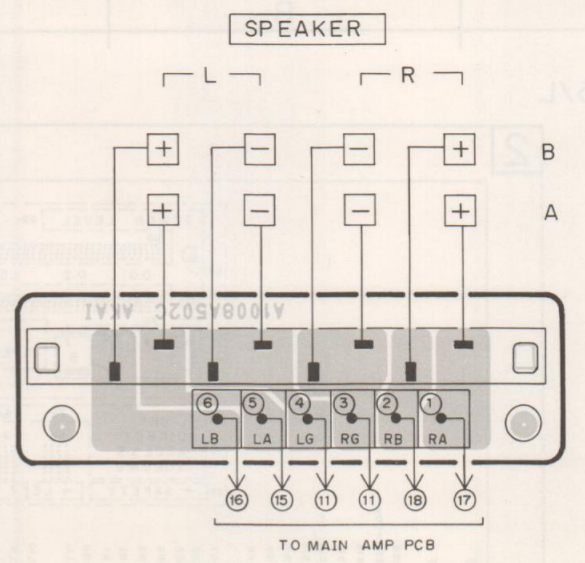 SPEAKER
L R
+ − − + B
+ − − + A
A1008A502C AKAI
6 5 4 3 2 1
LB LA LG RG RB RA
16 15 11 11 18 17
TO MAIN AMP PCB
2